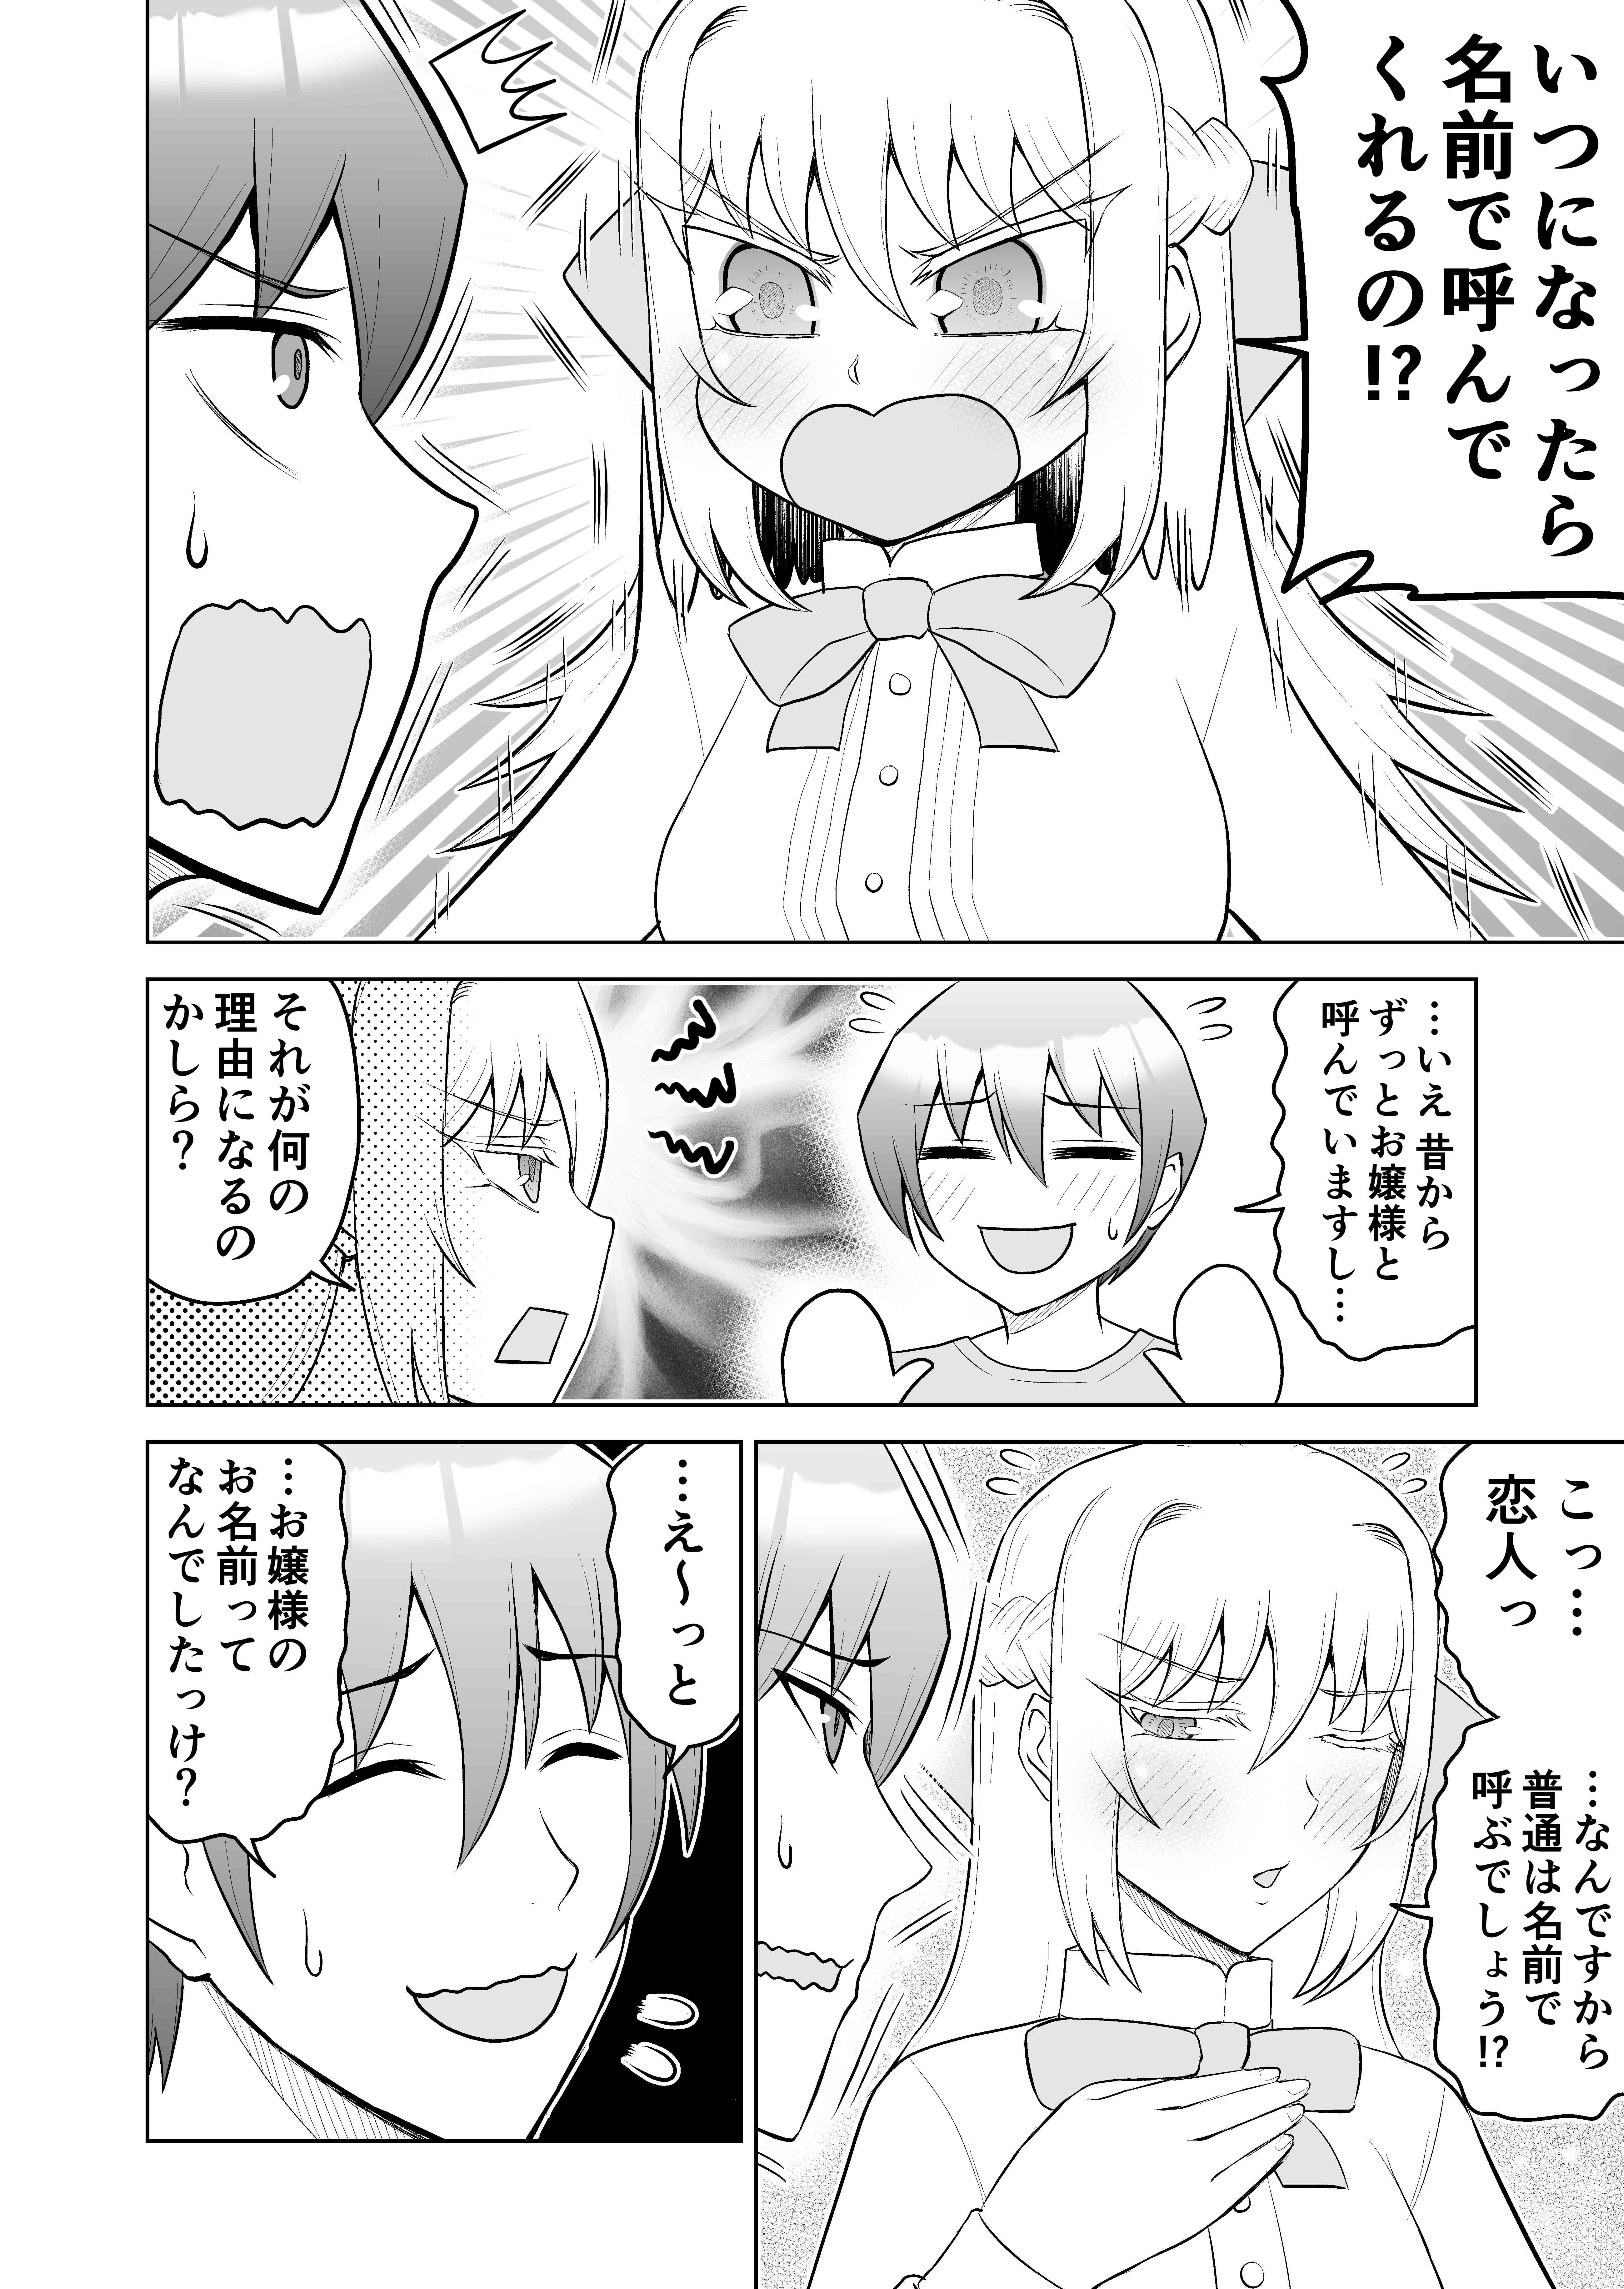 いつになったら
名前で呼んで
くれるの!?
…いえ 昔から
ずっとお嬢様と
呼んでいますし…
それが何の
理由になるの
かしら?
こっ…
恋人っ
…なんですから
普通は名前で
呼ぶでしょう!?
…え～っと
…お嬢様の
お名前って
なんでしたっけ?